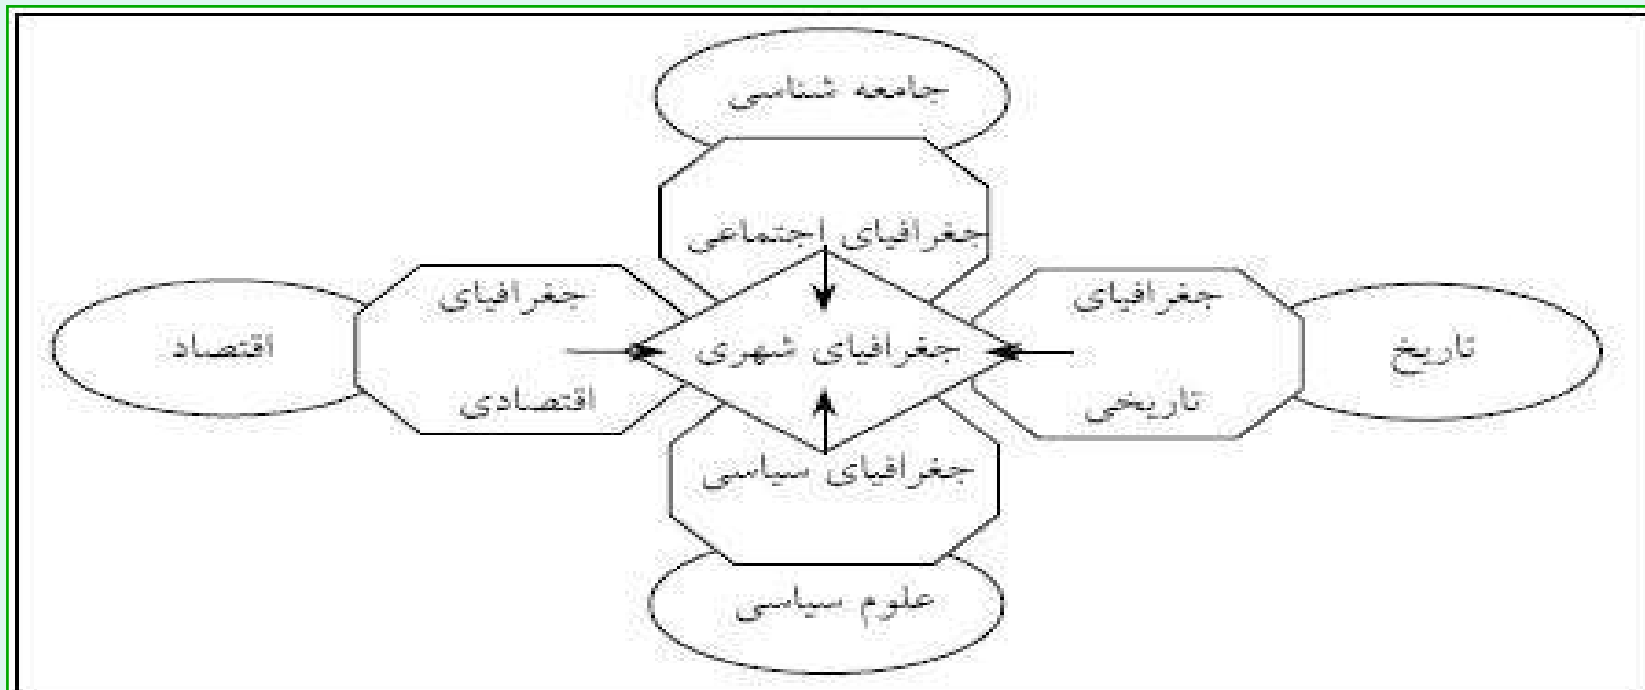 جامعه شناسی
جغرافیای اجتماعی
جغرافیای
تاریخی
تاریخ
جغرافیای شهری
جغرافیای
اقتصادی
اقتصاد
جغرافیای سیاسی
علوم سیاسی